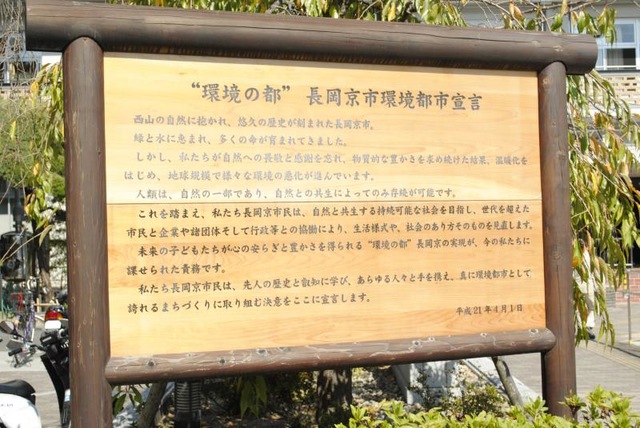 “環境の都” 長岡京市環境都市宣言
西山の自然に抱かれ、悠久の歴史が刻まれた長岡京市。
緑と水に恵まれ、多くの命が育まれてきました。
しかし、私たちが自然への畏敬と感謝を忘れ、物質的な豊かさを求め続けた結果、温暖化
をはじめ、地球規模で様々な環境の悪化が進んでいます。
人類は、自然の一部であり、自然との共生によってのみ存続が可能です。
これを踏まえ、私たち長岡京市民は、自然と共生する持続可能な社会を目指し、世代を超えた
市民と企業や諸団体そして行政等との協働により、生活様式や、社会のあり方そのものを見直します。
未来の子どもたちが心の安らぎと豊かさを得られる“環境の都”長岡京の実現が、今の私たちに
課せられた責務です。
私たち長岡京市民は、先人の歴史と叡知に学び、あらゆる人々と手を携え、真に環境都市として
誇れるまちづくりに取り組む決意をここに宣言します。
平成21年4月1日